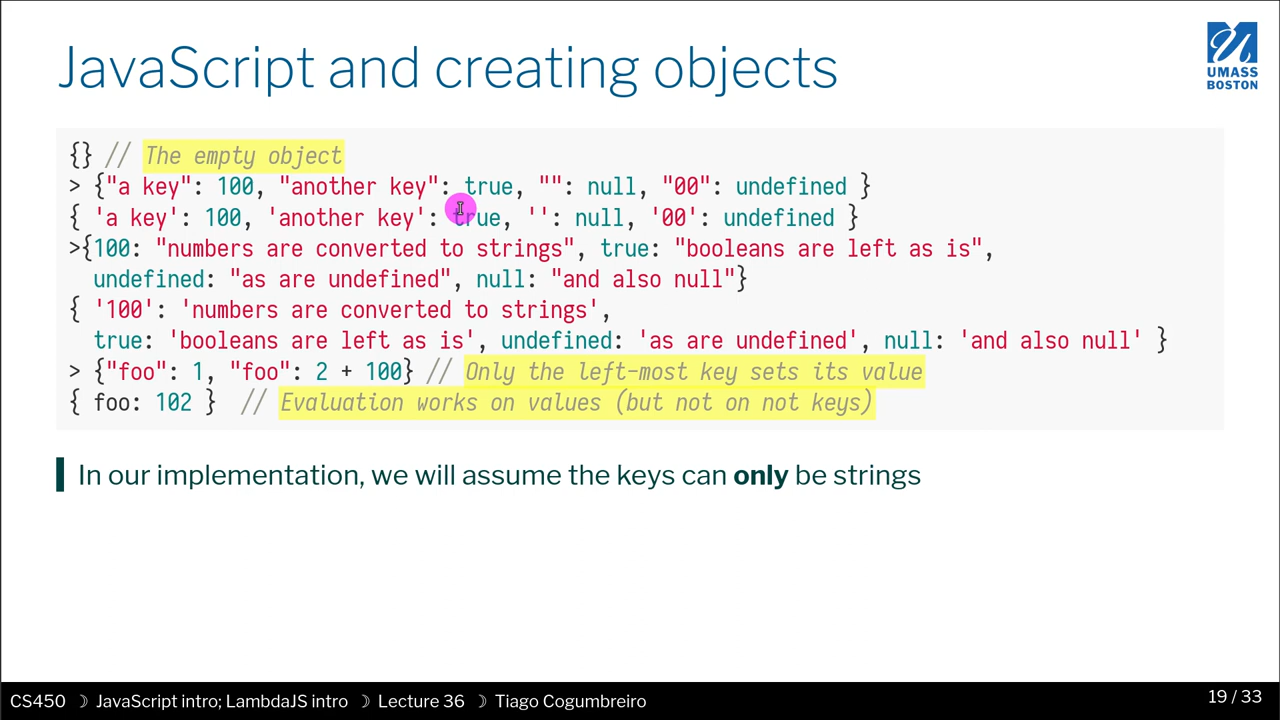 JavaScript and creating objects
UMASS
BOSTON
{} // The empty object
> {"a key": 100, "another key": true, "": null, "00": undefined }
{ 'a key': 100, 'another key': true, '': null, '00': undefined }
>{100: "numbers are converted to strings", true: "booleans are left as is",
undefined: "as are undefined", null: "and also null"}
{ '100': 'numbers are converted to strings',
true: 'booleans are left as is', undefined: 'as are undefined', null: 'and also null' }
> {"foo": 1, "foo": 2 + 100} // Only the left-most key sets its value
{ foo: 102 } // Evaluation works on values (but not on not keys)
In our implementation, we will assume the keys can only be strings
CS450 ☽ JavaScript intro; LambdaJS intro ☽ Lecture 36 ☽ Tiago Cogumbreiro
19 / 33